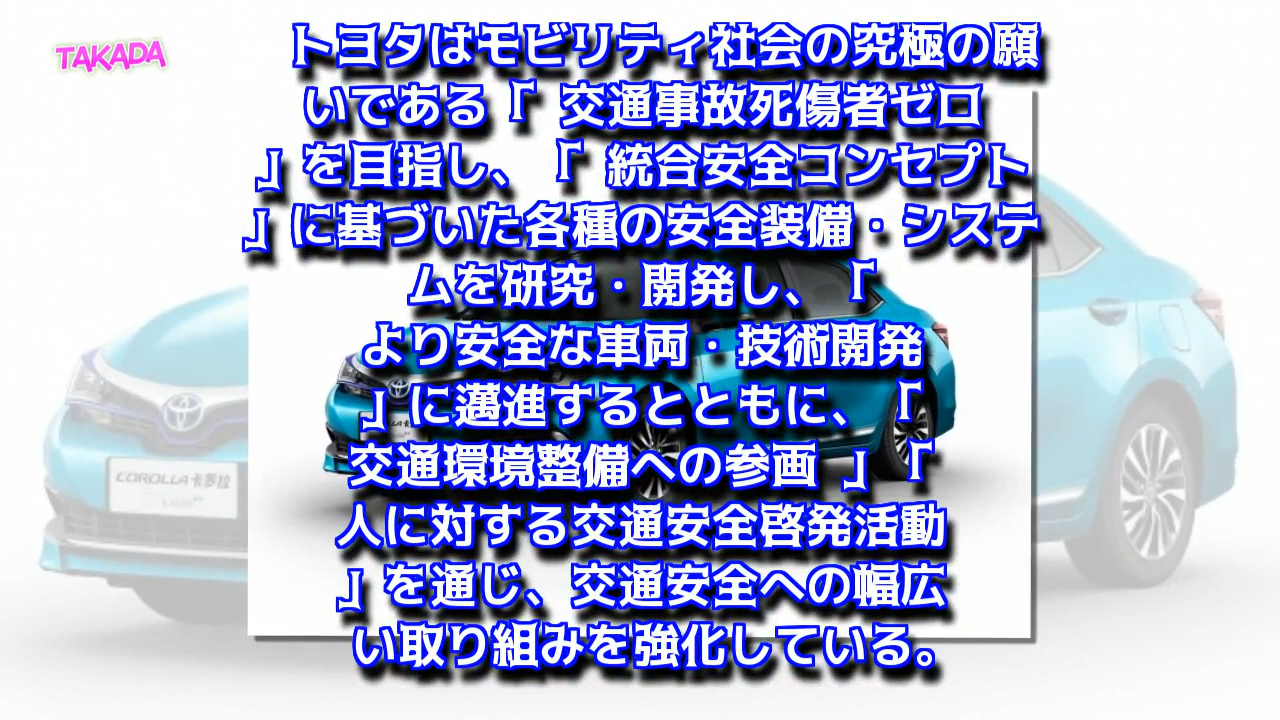 TAKADA
トヨタはモビリティ社会の究極の願
いである『 交通事故死傷者ゼロ
』を目指し、『 統合安全コンセプト
』に基づいた各種の安全装備・システ
ムを研究・開発し、『
より安全な車両・技術開発
』に邁進するとともに、『
交通環境整備への参画 』『
人に対する交通安全啓発活動
』を通じ、交通安全への幅広
い取り組みを強化している。
COROLLA卡罗拉